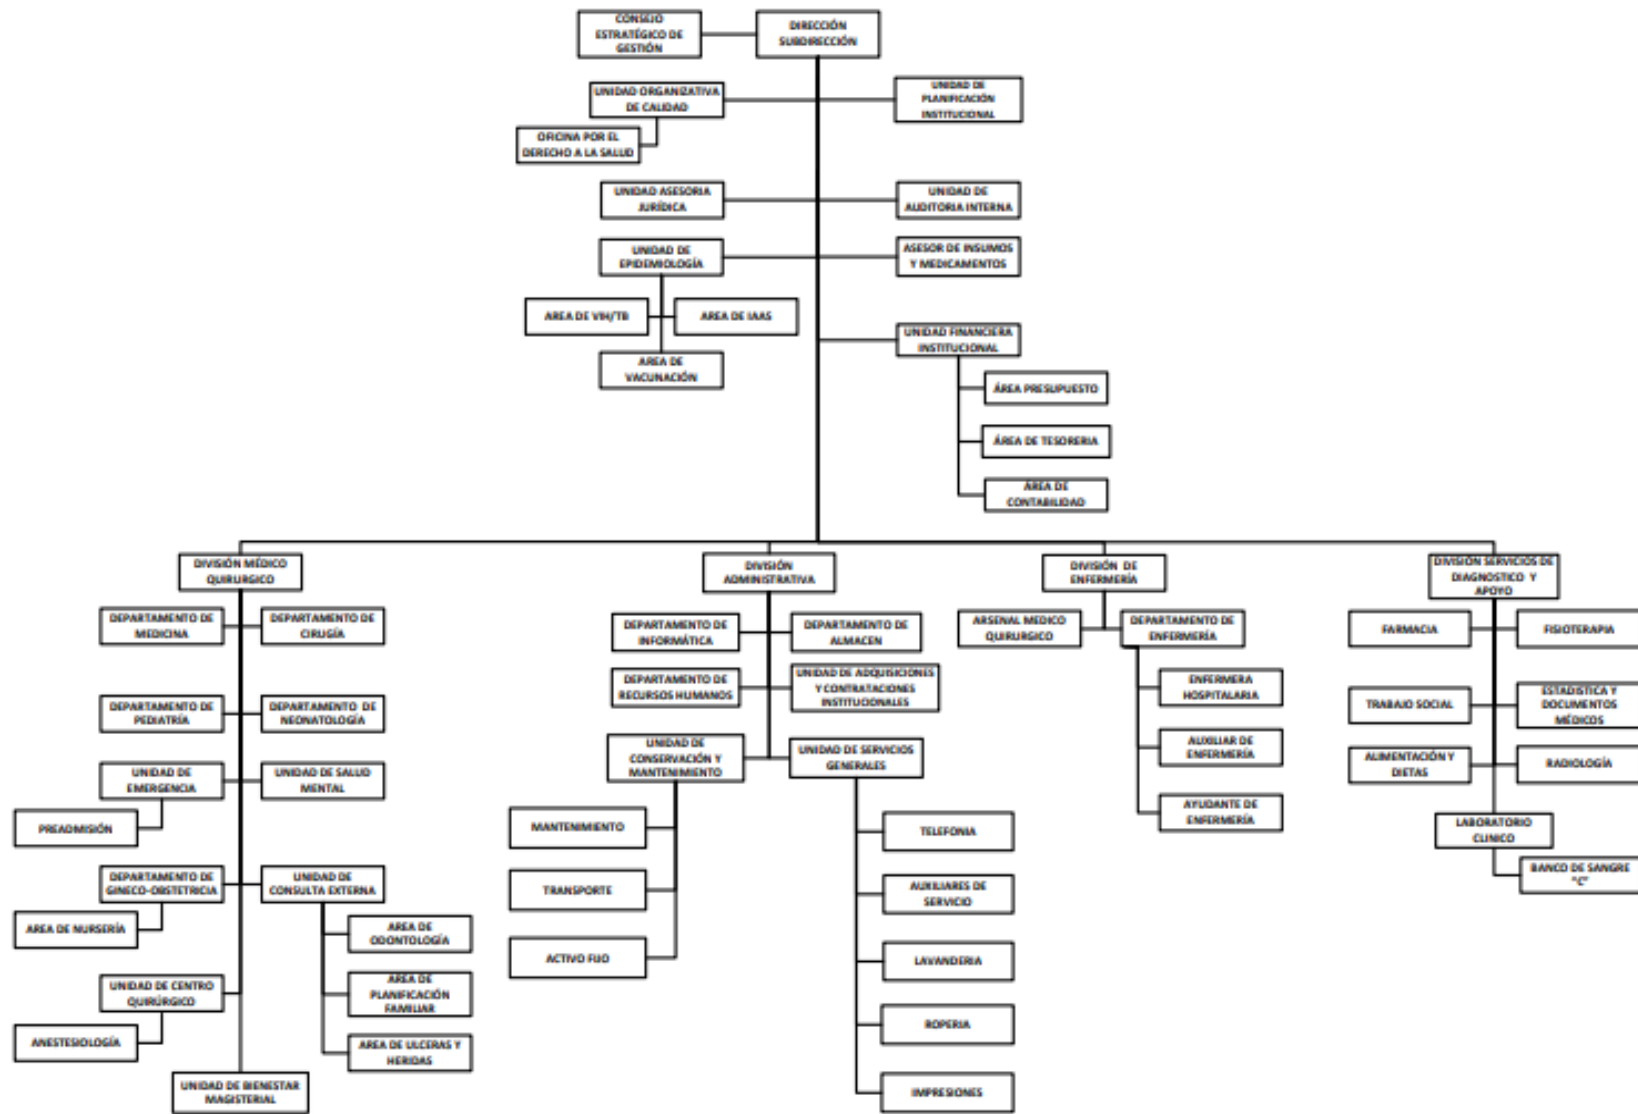 CONSEJO
ESTRATÉGICO DE
GESTIÓN
DIRECCIÓN
SUBDIRECCIÓN
UNIDAD ORGANIZATIVA
DE CALIDAD
UNIDAD DE
PLANIFICACIÓN
INSTITUCIONAL
OFICINA POR EL
DERECHO A LA SALUD
UNIDAD ASESORIA
JURÍDICA
UNIDAD DE
AUDITORIA INTERNA
UNIDAD DE
EPIDEMIOLOGÍA
ASESOR DE INSUMOS
Y MEDICAMENTOS
AREA DE VIH/TB
AREA DE IAAS
AREA DE
VACUNACIÓN
UNIDAD FINANCIERA
INSTITUCIONAL
ÁREA PRESUPUESTO
ÁREA DE TESORERIA
ÁREA DE
CONTABILIDAD
DIVISIÓN MÉDICO
QUIRURGICO
DEPARTAMENTO DE
MEDICINA
DEPARTAMENTO DE
CIRUGÍA
DEPARTAMENTO DE
PEDIATRÍA
DEPARTAMENTO DE
NEONATOLOGÍA
UNIDAD DE
EMERGENCIA
UNIDAD DE SALUD
MENTAL
PREADMISIÓN
DEPARTAMENTO DE
GINECO-OBSTETRICIA
UNIDAD DE
CONSULTA EXTERNA
AREA DE NURSERÍA
AREA DE
ODONTOLOGÍA
UNIDAD DE CENTRO
QUIRÚRGICO
AREA DE
PLANIFICACIÓN
FAMILIAR
ANESTESIOLOGÍA
AREA DE ULCERAS Y
HERIDAS
UNIDAD DE BIENESTAR
MAGISTERIAL
DIVISIÓN
ADMINISTRATIVA
DEPARTAMENTO DE
INFORMÁTICA
DEPARTAMENTO DE
ALMACEN
DEPARTAMENTO DE
RECURSOS HUMANOS
UNIDAD DE ADQUISICIONES
Y CONTRATACIONES
INSTITUCIONALES
UNIDAD DE
CONSERVACIÓN Y
MANTENIMIENTO
UNIDAD DE SERVICIOS
GENERALES
MANTENIMIENTO
TRANSPORTE
ACTIVO FIJO
TELEFONIA
AUXILIARES DE
SERVICIO
LAVANDERIA
ROPERIA
IMPRESIONES
DIVISIÓN DE
ENFERMERÍA
ARSENAL MEDICO
QUIRURGICO
DEPARTAMENTO DE
ENFERMERÍA
ENFERMERA
HOSPITALARIA
AUXILIAR DE
ENFERMERÍA
AYUDANTE DE
ENFERMERÍA
DIVISIÓN SERVICIOS DE
DIAGNOSTICO Y
APOYO
FARMACIA
FISIOTERAPIA
TRABAJO SOCIAL
ESTADISTICA Y
DOCUMENTOS
MÉDICOS
ALIMENTACIÓN Y
DIETAS
RADIOLOGÍA
LABORATORIO
CLINICO
BANCO DE SANGRE
"C"